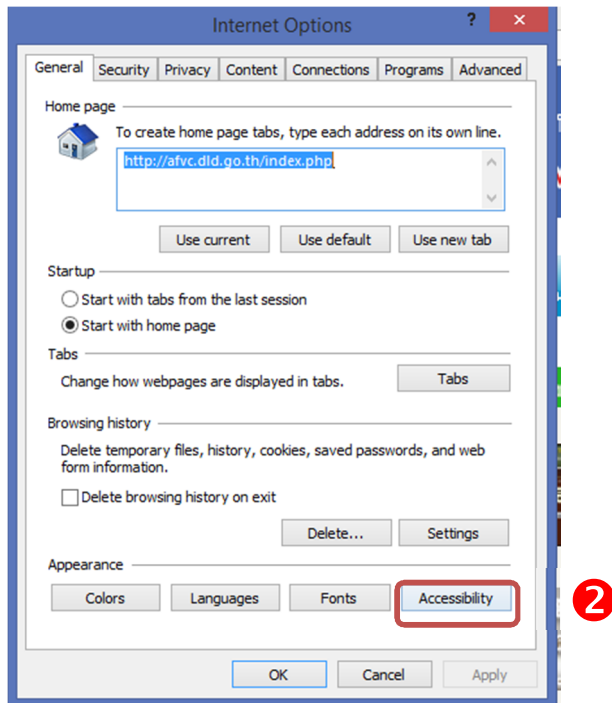 Internet Options
?
×
General Security Privacy Content Connections Programs Advanced
Home page
To create home page tabs, type each address on its own line.
http://afvc.dld.go.th/index.php
Use current Use default Use new tab
Startup
Start with tabs from the last session
Start with home page
Tabs
Change how webpages are displayed in tabs. Tabs
Browsing history
Delete temporary files, history, cookies, saved passwords, and web
form information.
Delete browsing history on exit
Delete... Settings
Appearance
Colors Languages Fonts Accessibility
2
OK Cancel Apply